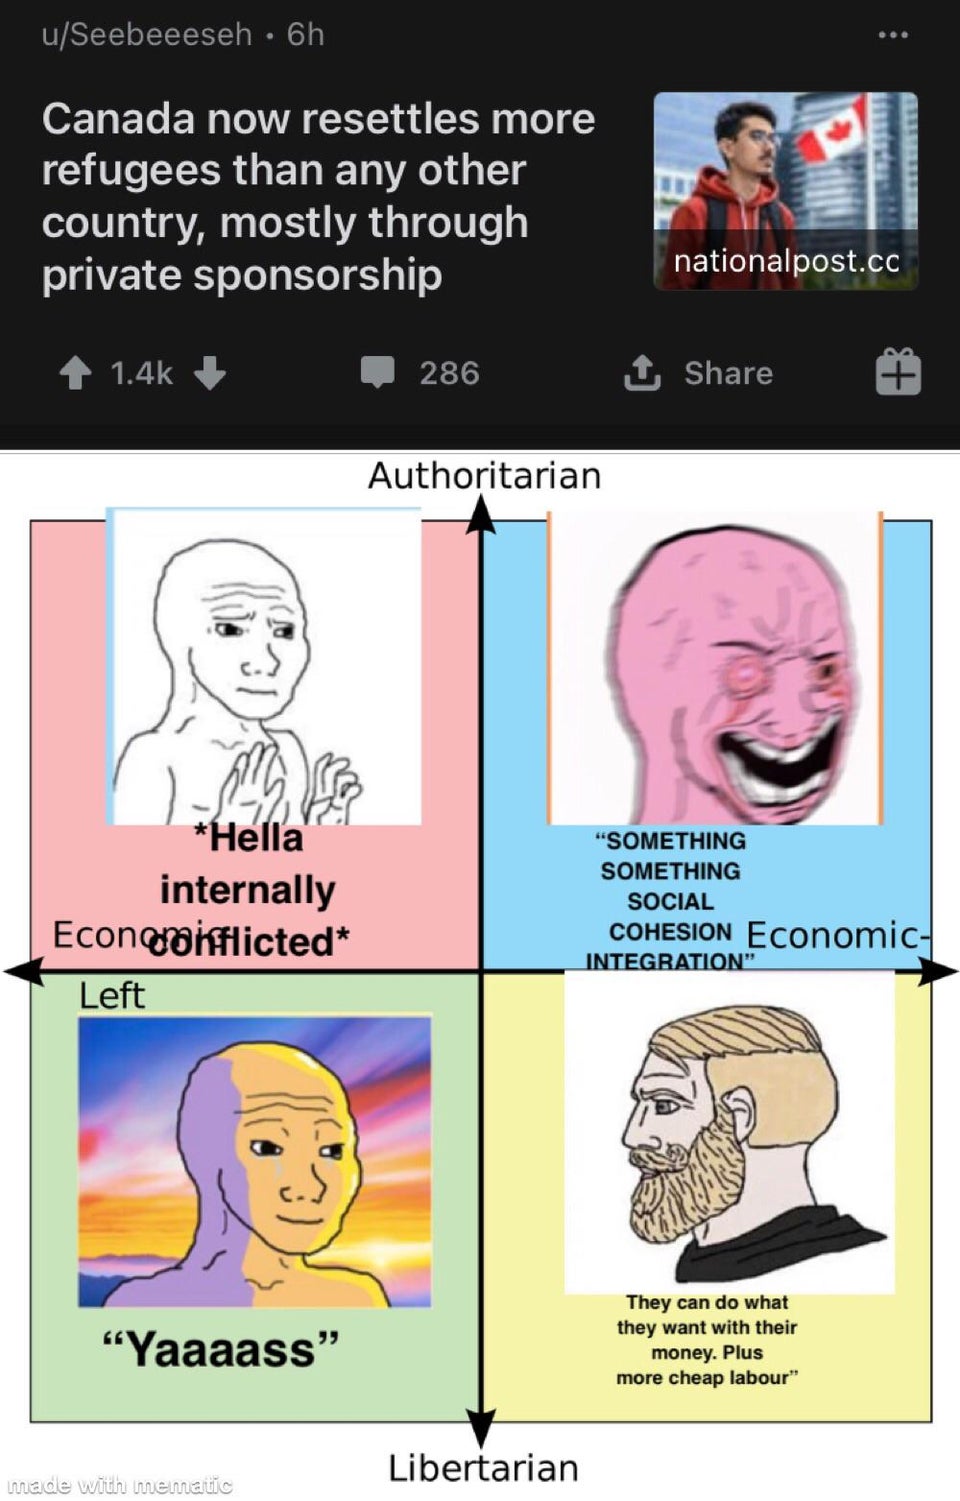 u/Seebeeeseh • 6h
Canada now resettles more
refugees than any other
country, mostly through
private sponsorship
nationalpost.cc
1.4k
286
Share
Authoritarian
*Hella
internally
conflicted*
“SOMETHING
SOMETHING
SOCIAL
COHESION
INTEGRATION”
Economic-
Left
Economic-
“Yaaaass”
They can do what
they want with their
money. Plus
more cheap labour”
Libertarian
made with mematic